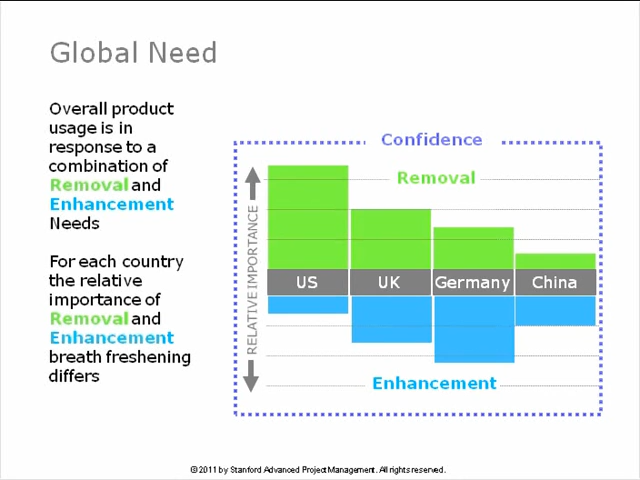 Global Need
Overall product
usage is in
response to a
combination of
Removal and
Enhancement
Needs
For each country
the relative
importance of
Removal and
Enhancement
breath freshening
differs
Confidence
Removal
RELATIVE IMPORTANCE
US UK Germany China
Enhancement
© 2011 by Stanford Advanced Project Management. All rights reserved.